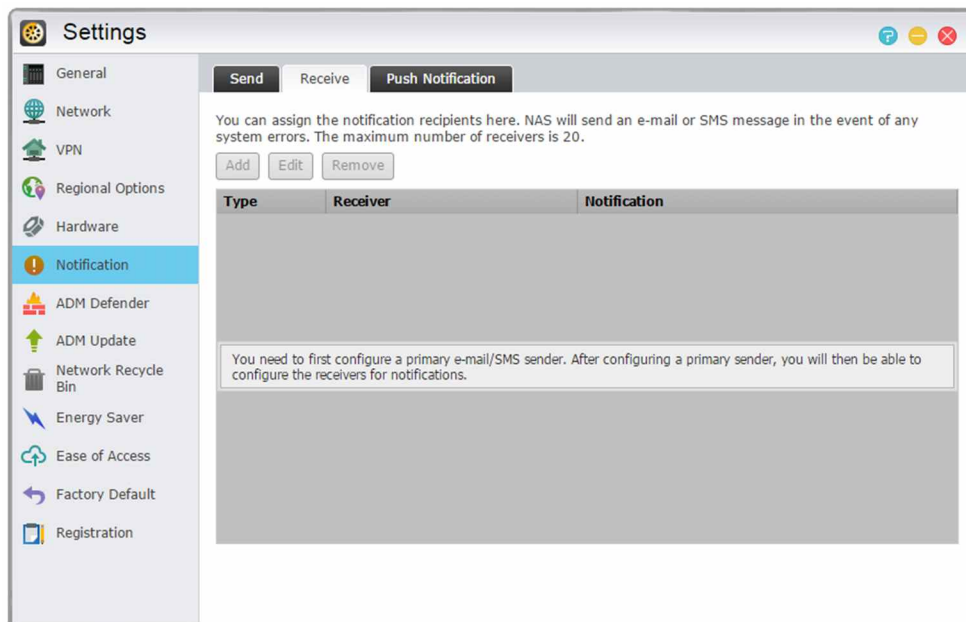 Settings
General
Network
VPN
Regional Options
Hardware
Notification
ADM Defender
ADM Update
Network Recycle
Bin
Energy Saver
Ease of Access
Factory Default
Registration
Send Receive Push Notification
You can assign the notification recipients here. NAS will send an e-mail or SMS message in the event of any
system errors. The maximum number of receivers is 20.
Add Edit Remove
Type Receiver Notification
You need to first configure a primary e-mail/SMS sender. After configuring a primary sender, you will then be able to
configure the receivers for notifications.